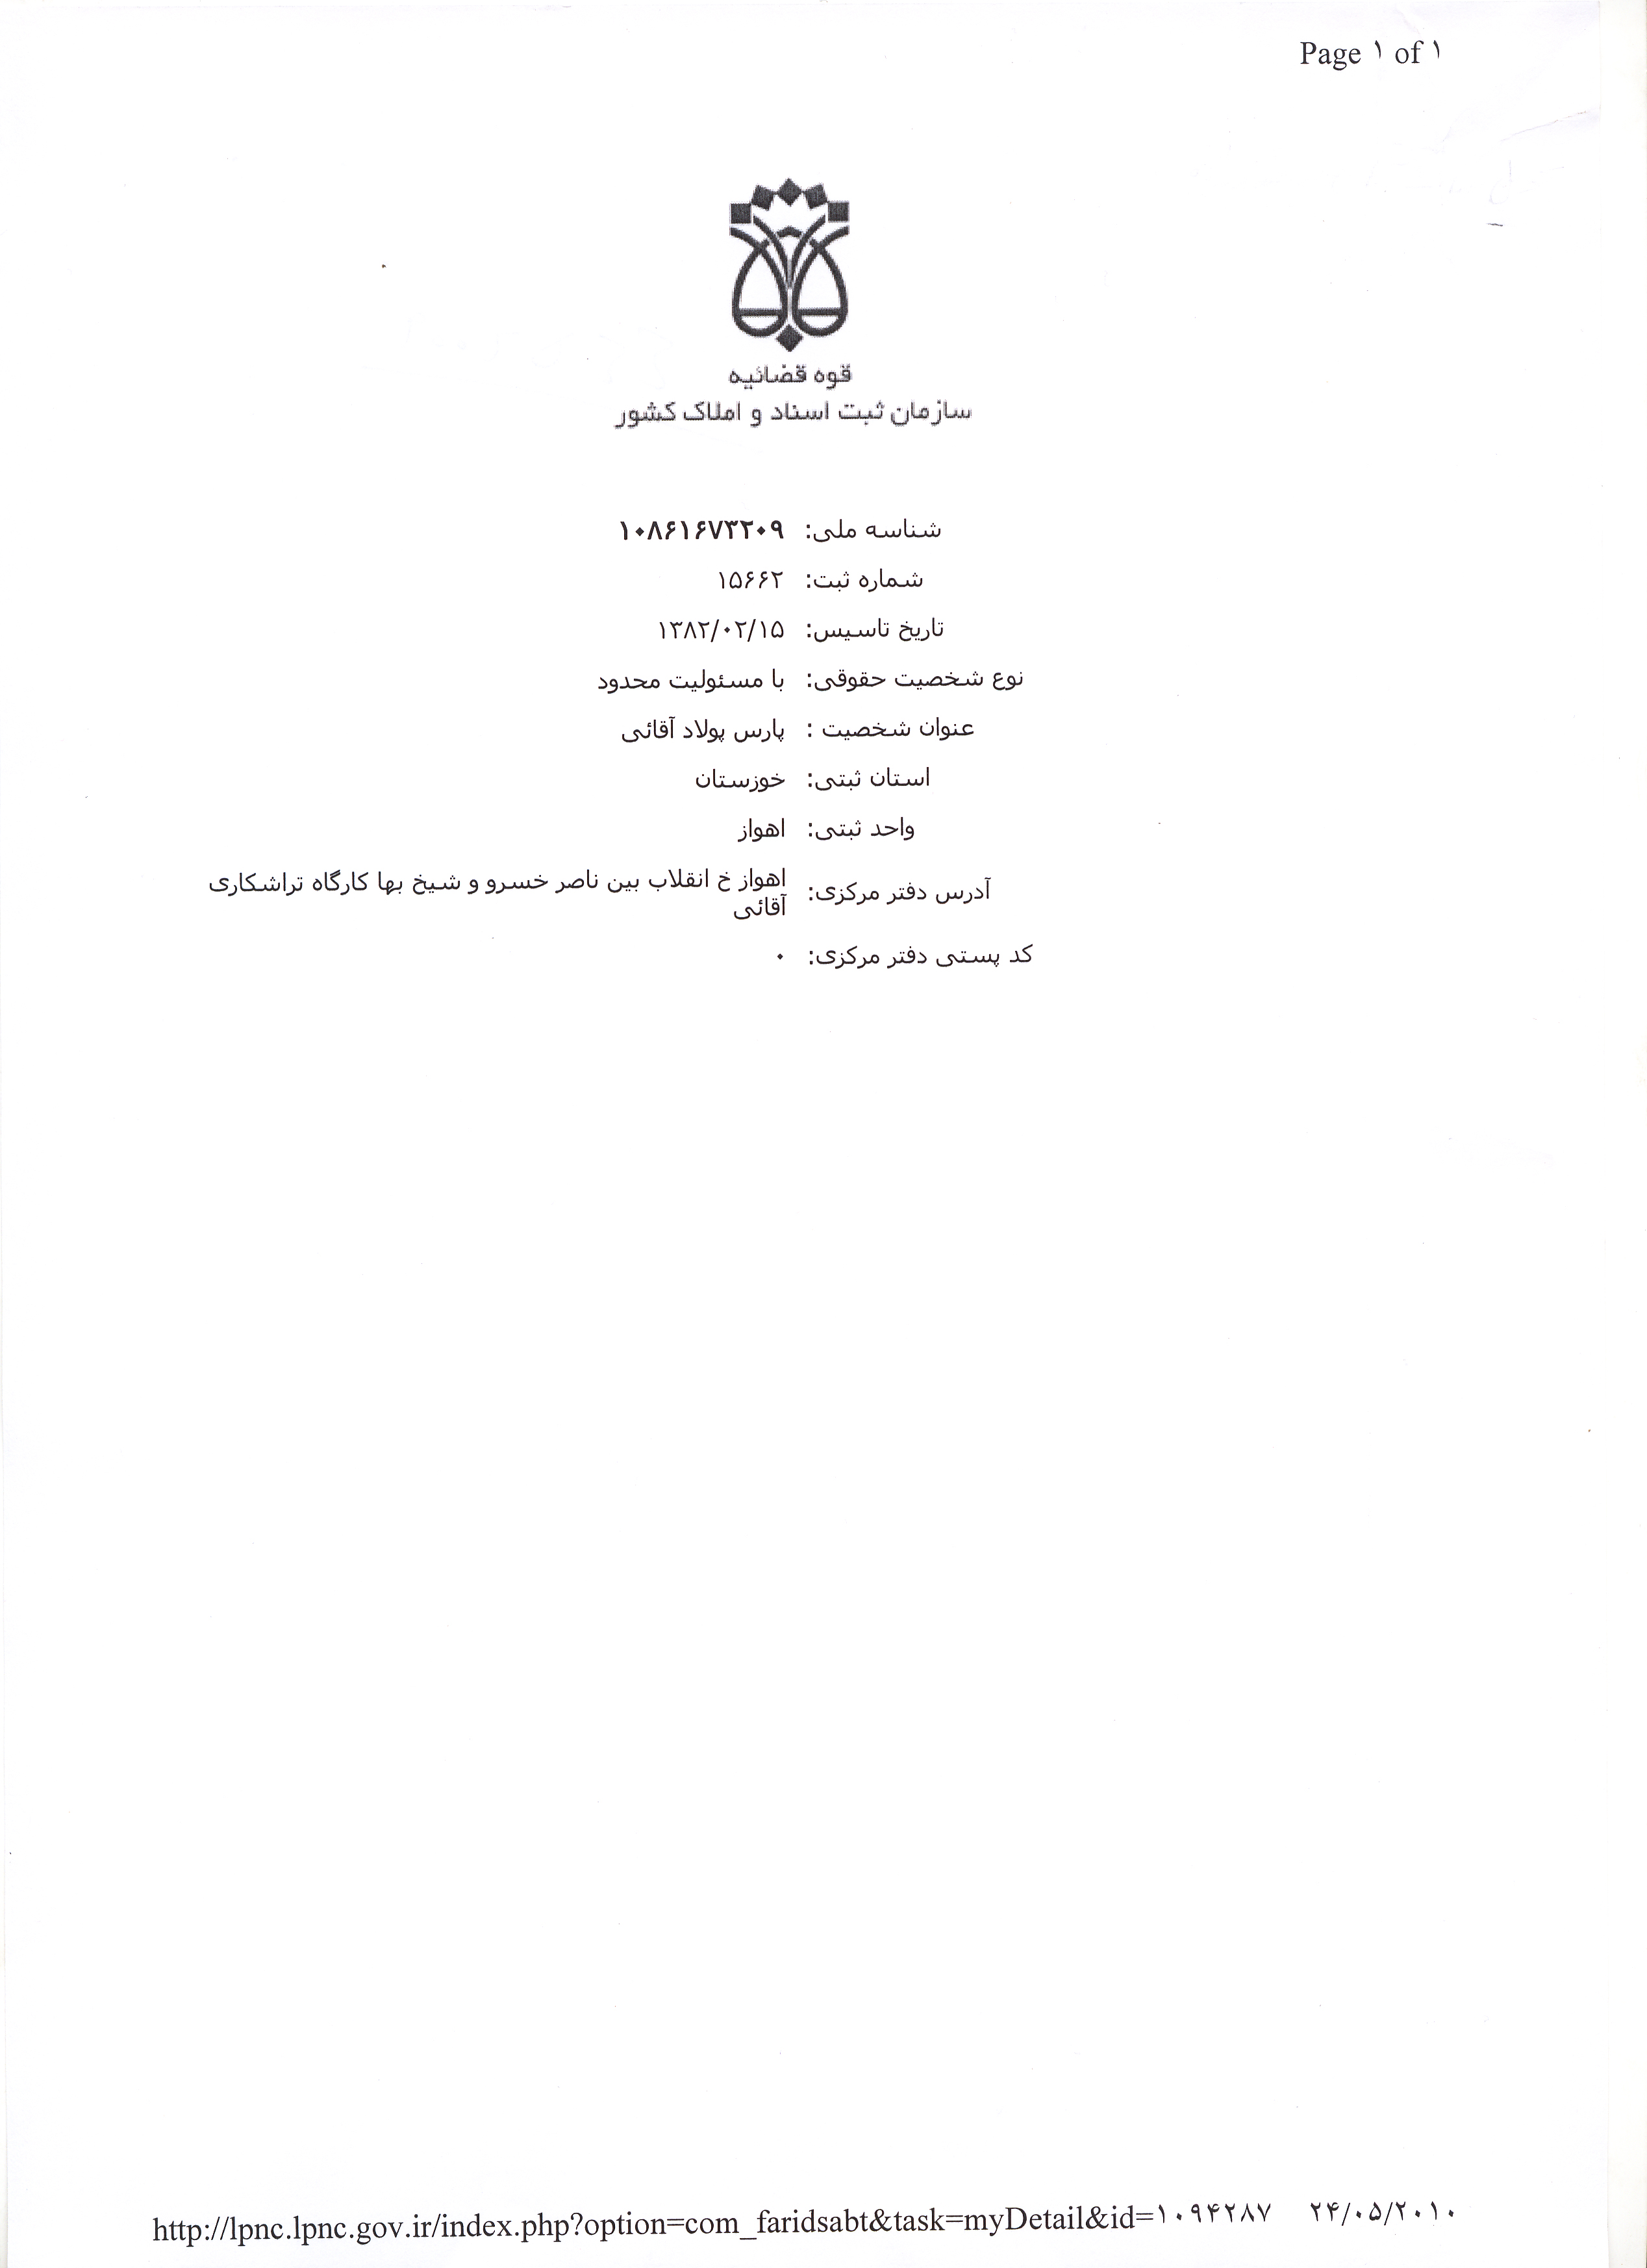 Page ۱ of ۱
قوه قضائیه
سازمان ثبت اسناد و املاک کشور
شناسه ملی: ۱۰۸۶۱۶۷۳۲۰۹
شماره ثبت: ۱۵۶۶۲
تاریخ تاسیس: ۱۳۸۲/۰۲/۱۵
نوع شخصیت حقوقی: با مسئولیت محدود
عنوان شخصیت : پارس پولاد آقائی
استان ثبتی: خوزستان
واحد ثبتی: اهواز
آدرس دفتر مرکزی: اهواز خ انقلاب بین ناصر خسرو و شیخ بها کارگاه تراشکاری
آقائی
کد پستی دفتر مرکزی: ۰
http://lpnc.lpnc.gov.ir/index.php?option=com_faridsabt&task=myDetail&id=۱۰۹۴۲۸۷ ۲۴/۰۵/۲۰۱۰